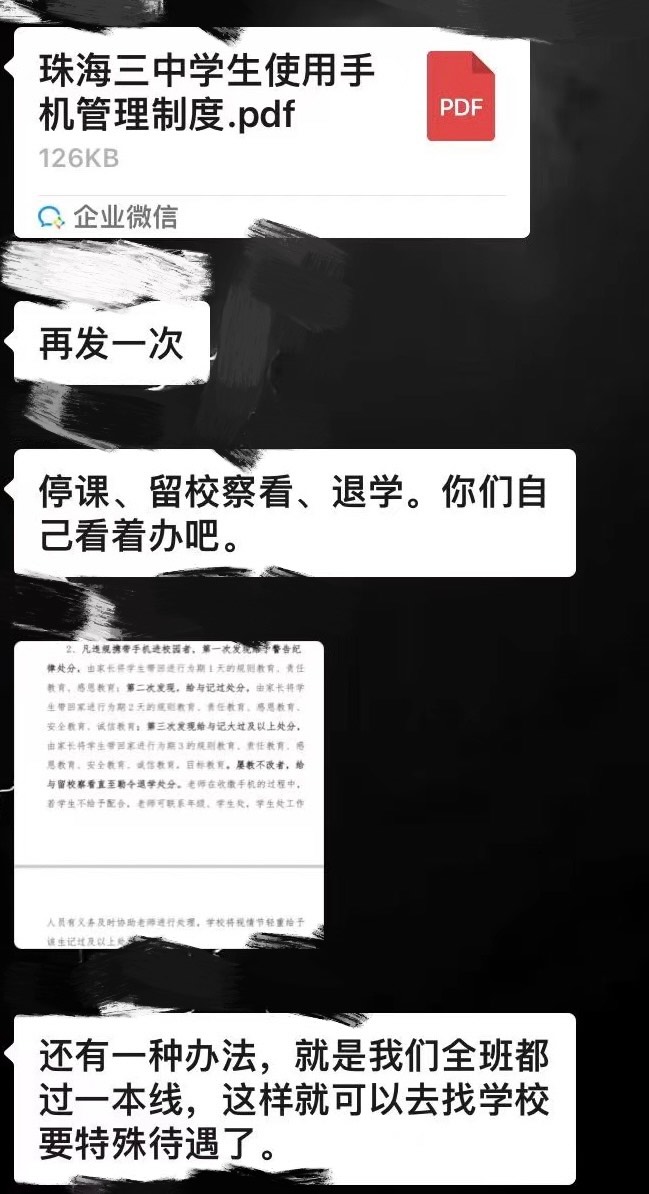 珠海三中学生使用手
机管理制度.pdf
PDF
126KB
企业微信
再发一次
停课、留校察看、退学。你们自
己看着办吧。
2、凡违规携带手机进校园者，第一次发现给予警告纪
律处分，由家长将学生带回进行为期1天的规则教育、责任
教育、感恩教育；第二次发现，给与记过处分，由家长将学
生带回家进行为期2天的规则教育、责任教育、感恩教育、
安全教育、诚信教育；第三次发现给与记大过及以上处分，
由家长将学生带回家进行为期3的规则教育、责任教育、感
恩教育、安全教育、诚信教育，目标教育。屡教不改者，给
与留校察看直至勒令退学处分。老师在收缴手机的过程中，
若学生不给予配合，老师可联系年级、学生处，学生处工作
人员有义务及时协助老师进行处理，学校将视情节轻重给予
该生记过及以上处
还有一种办法，就是我们全班都
过一本线，这样就可以去找学校
要特殊待遇了。